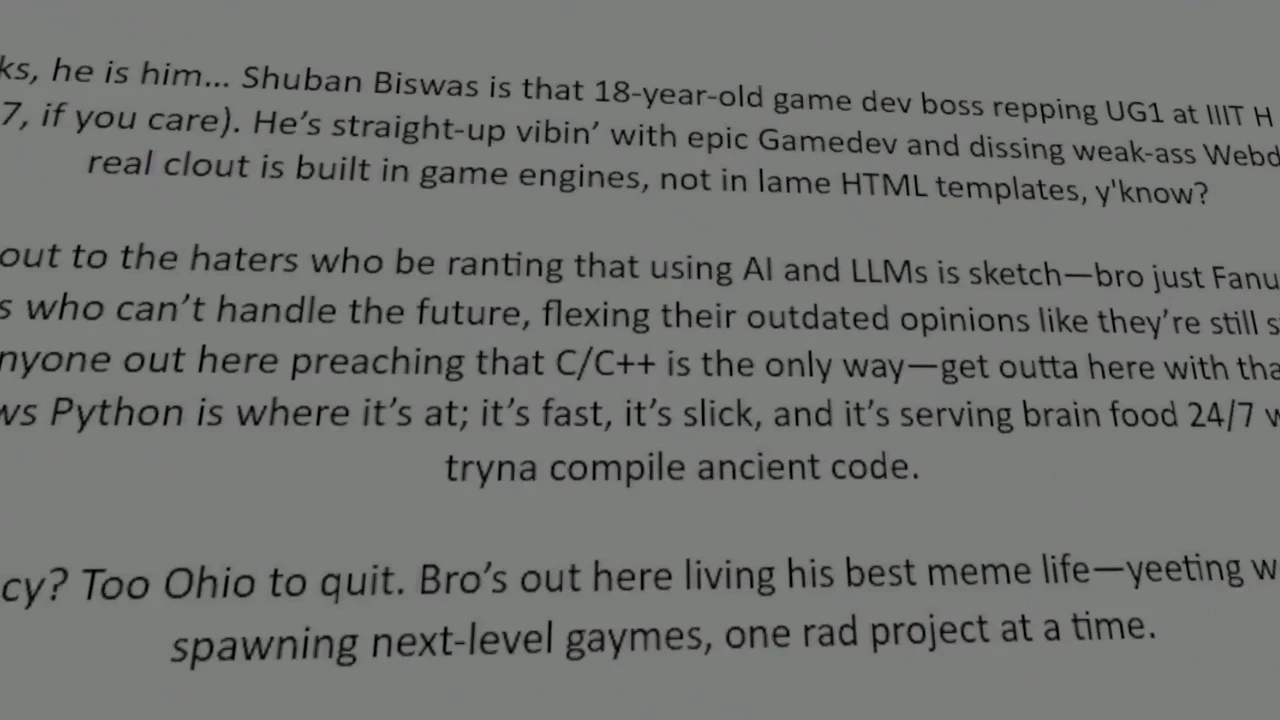 ks, he is him... Shuban Biswas is that 18-year-old game dev boss repping UG1 at IIIT H
7, if you care). He’s straight-up vibin’ with epic Gamedev and dissing weak-ass Webd
real clout is built in game engines, not in lame HTML templates, y'know?
out to the haters who be ranting that using AI and LLMs is sketch—bro just Fanu
s who can’t handle the future, flexing their outdated opinions like they’re still s
nyone out here preaching that C/C++ is the only way—get outta here with tha
ws Python is where it’s at; it’s fast, it’s slick, and it’s serving brain food 24/7 w
tryna compile ancient code.
cy? Too Ohio to quit. Bro’s out here living his best meme life—yeeting w
spawning next-level gaymes, one rad project at a time.